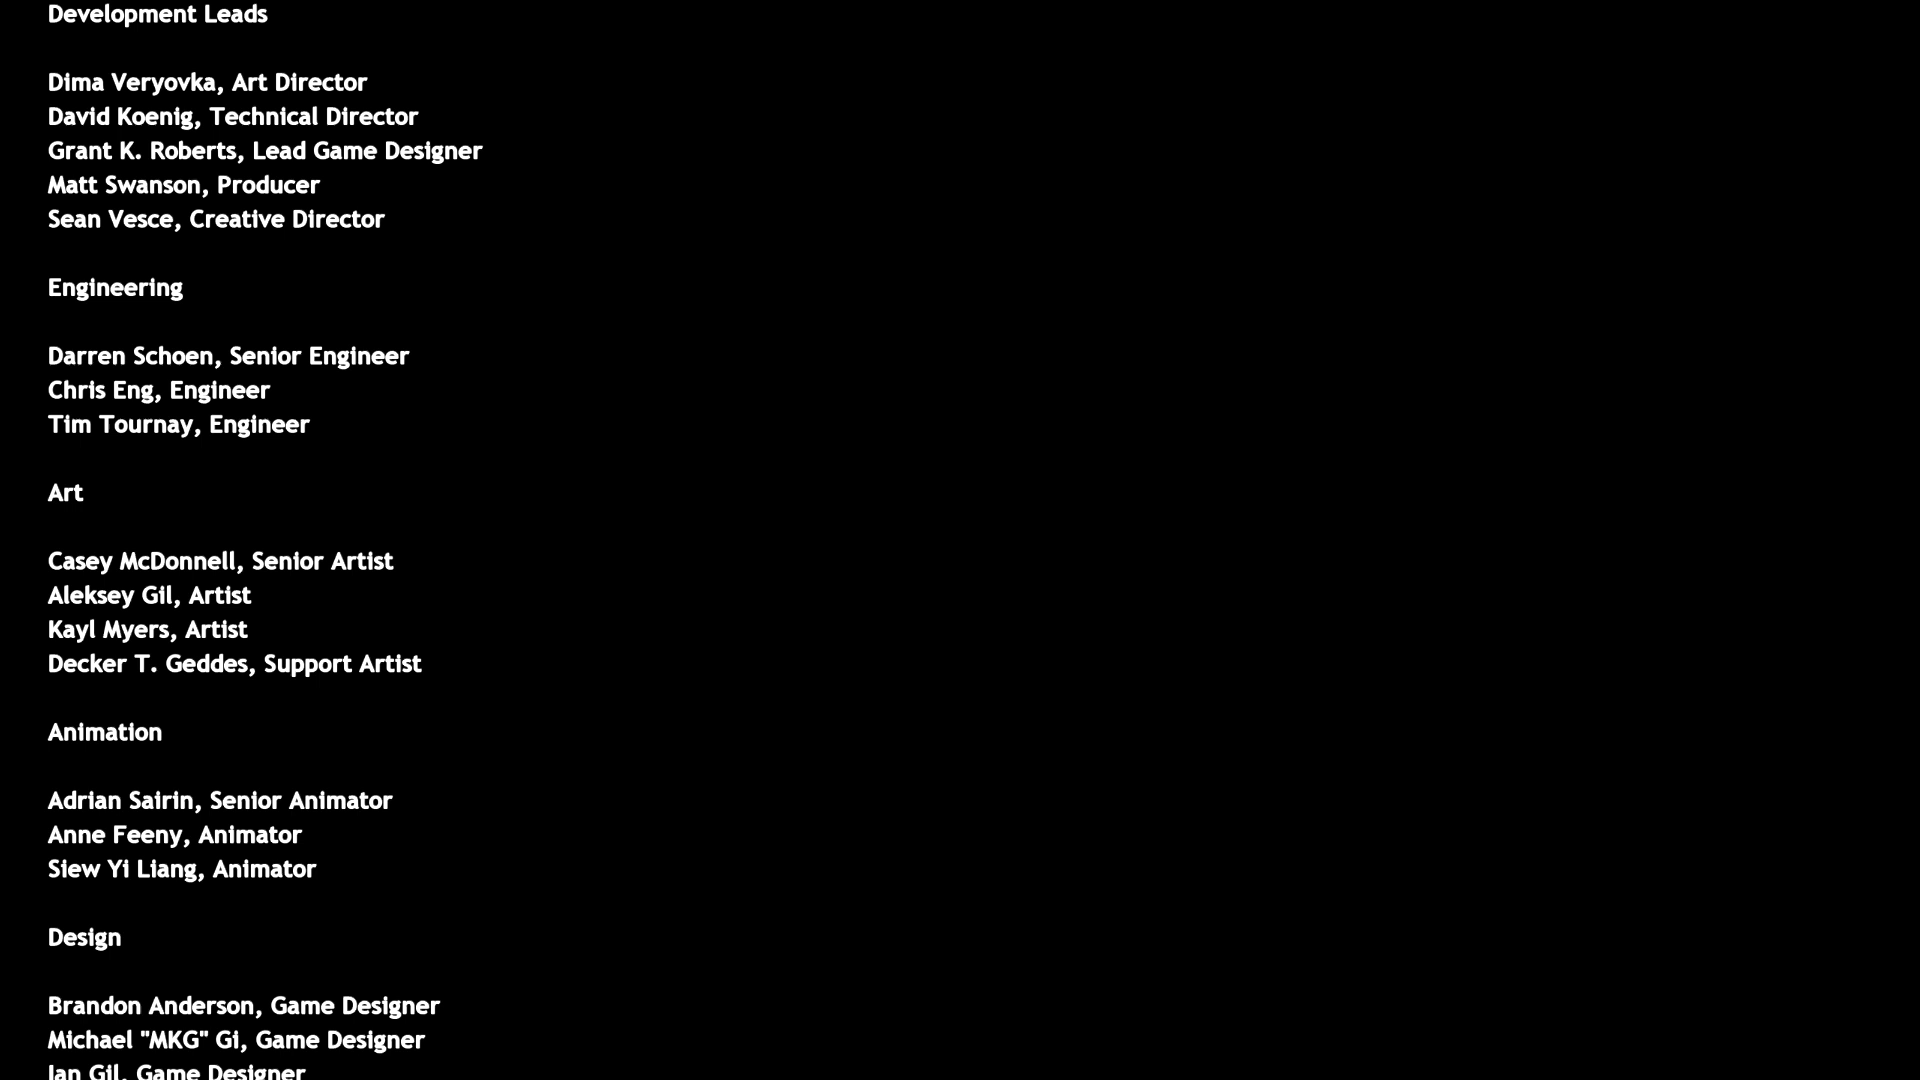 Development Leads
Dima Veryovka, Art Director
David Koenig, Technical Director
Grant K. Roberts, Lead Game Designer
Matt Swanson, Producer
Sean Vesce, Creative Director
Engineering
Darren Schoen, Senior Engineer
Chris Eng, Engineer
Tim Tournay, Engineer
Art
Casey McDonnell, Senior Artist
Aleksey Gil, Artist
Kayl Myers, Artist
Decker T. Geddes, Support Artist
Animation
Adrian Sairin, Senior Animator
Anne Feeny, Animator
Siew Yi Liang, Animator
Design
Brandon Anderson, Game Designer
Michael "MKG" Gi, Game Designer
Ian Gil, Game Designer